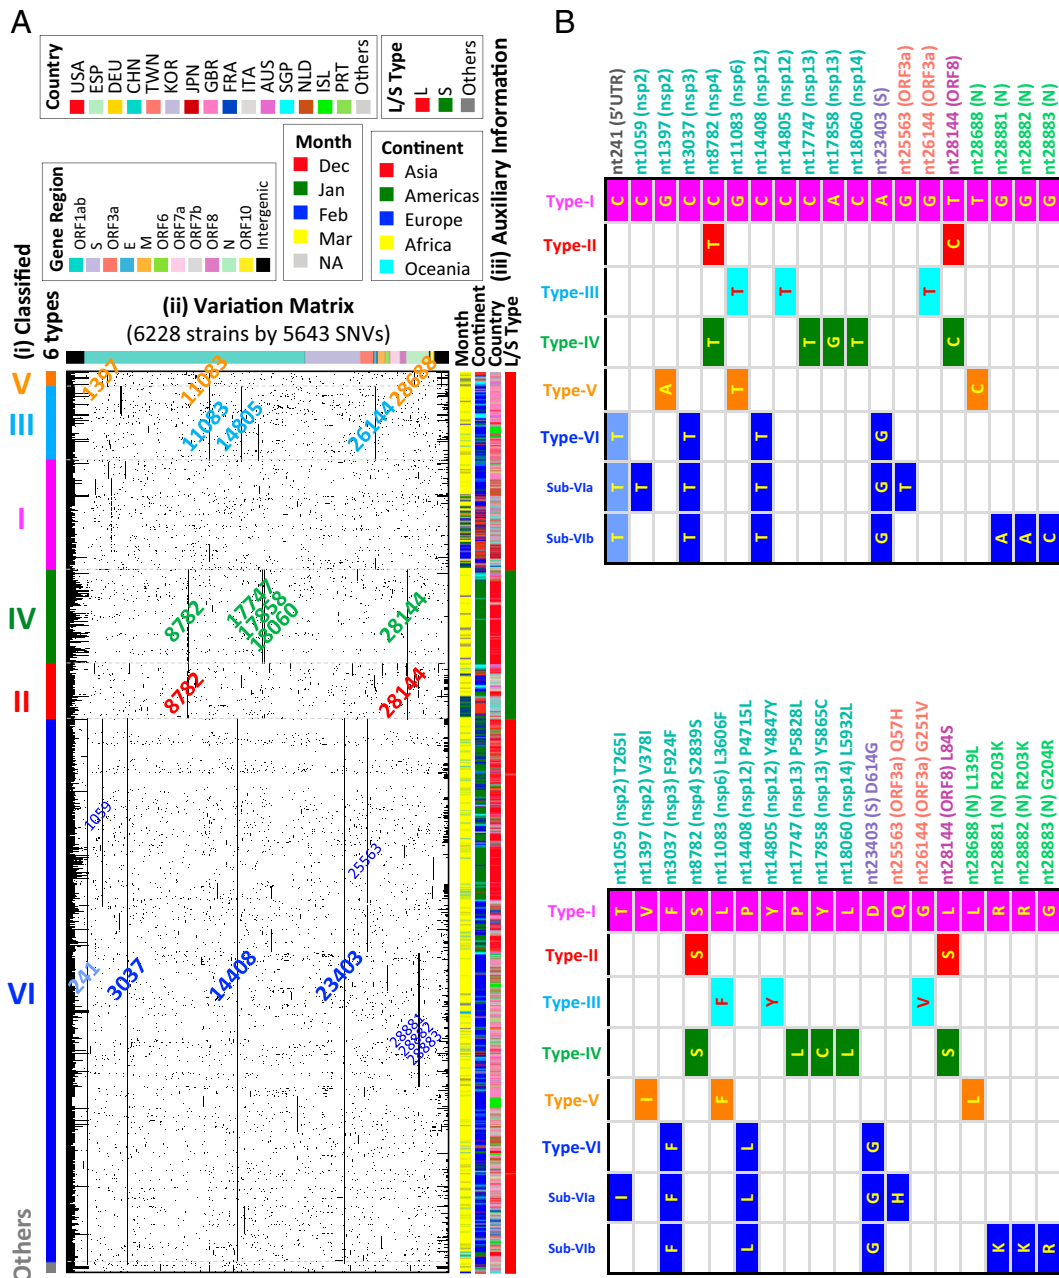 A
Country
USA
ESP
DEU
CHN
TWN
KOR
JPN
GBR
FRA
ITA
AUS
SGP
NLD
ISL
PRT
Others
L/S Type
L
S
Others
Gene Region
ORF1ab
S
ORF3a
E
M
ORF6
ORF7a
ORF7b
ORF8
N
ORF10
Intergenic
Month
Dec
Jan
Feb
Mar
NA
Continent
Asia
Americas
Europe
Africa
Oceania
(iii) Auxiliary Information
(i) Classified
6 types
(ii) Variation Matrix
(6228 strains by 5643 SNVs)
Month
Continent
Country
L/S Type
V
1397
11083
28688
III
11083
14805
26144
I
IV
8782
17747
17858
18060
28144
II
8782
28144
VI
1059
25563
241
3037
14408
23403
28881
28882
28883
Others
B
nt241 (5'UTR)
nt1059 (nsp2)
nt1397 (nsp2)
nt3037 (nsp3)
nt8782 (nsp4)
nt11083 (nsp6)
nt14408 (nsp12)
nt14805 (nsp12)
nt17747 (nsp13)
nt17858 (nsp13)
nt18060 (nsp14)
nt23403 (S)
nt25563 (ORF3a)
nt26144 (ORF3a)
nt28144 (ORF8)
nt28688 (N)
nt28881 (N)
nt28882 (N)
nt28883 (N)
Type-I C C G C C G C C C A C A G G T T G G G
Type-II T C
Type-III T T T
Type-IV T T G T C
Type-V A T C
Type-VI T T T G
Sub-VIa T T T T G T
Sub-VIb T T T G A A C
nt1059 (nsp2) T265I
nt1397 (nsp2) V378I
nt3037 (nsp3) F924F
nt8782 (nsp4) S2839S
nt11083 (nsp6) L3606F
nt14408 (nsp12) P4715L
nt14805 (nsp12) Y4847Y
nt17747 (nsp13) P5828L
nt17858 (nsp13) Y5865C
nt18060 (nsp14) L5932L
nt23403 (S) D614G
nt25563 (ORF3a) Q57H
nt26144 (ORF3a) G251V
nt28144 (ORF8) L84S
nt28688 (N) L139L
nt28881 (N) R203K
nt28882 (N) R203K
nt28883 (N) G204R
Type-I T V F S L P Y P Y L D Q G L L R R G
Type-II S S
Type-III F Y V
Type-IV S L C L S
Type-V I F L
Type-VI F L G
Sub-VIa I F L G H
Sub-VIb F L G K K R